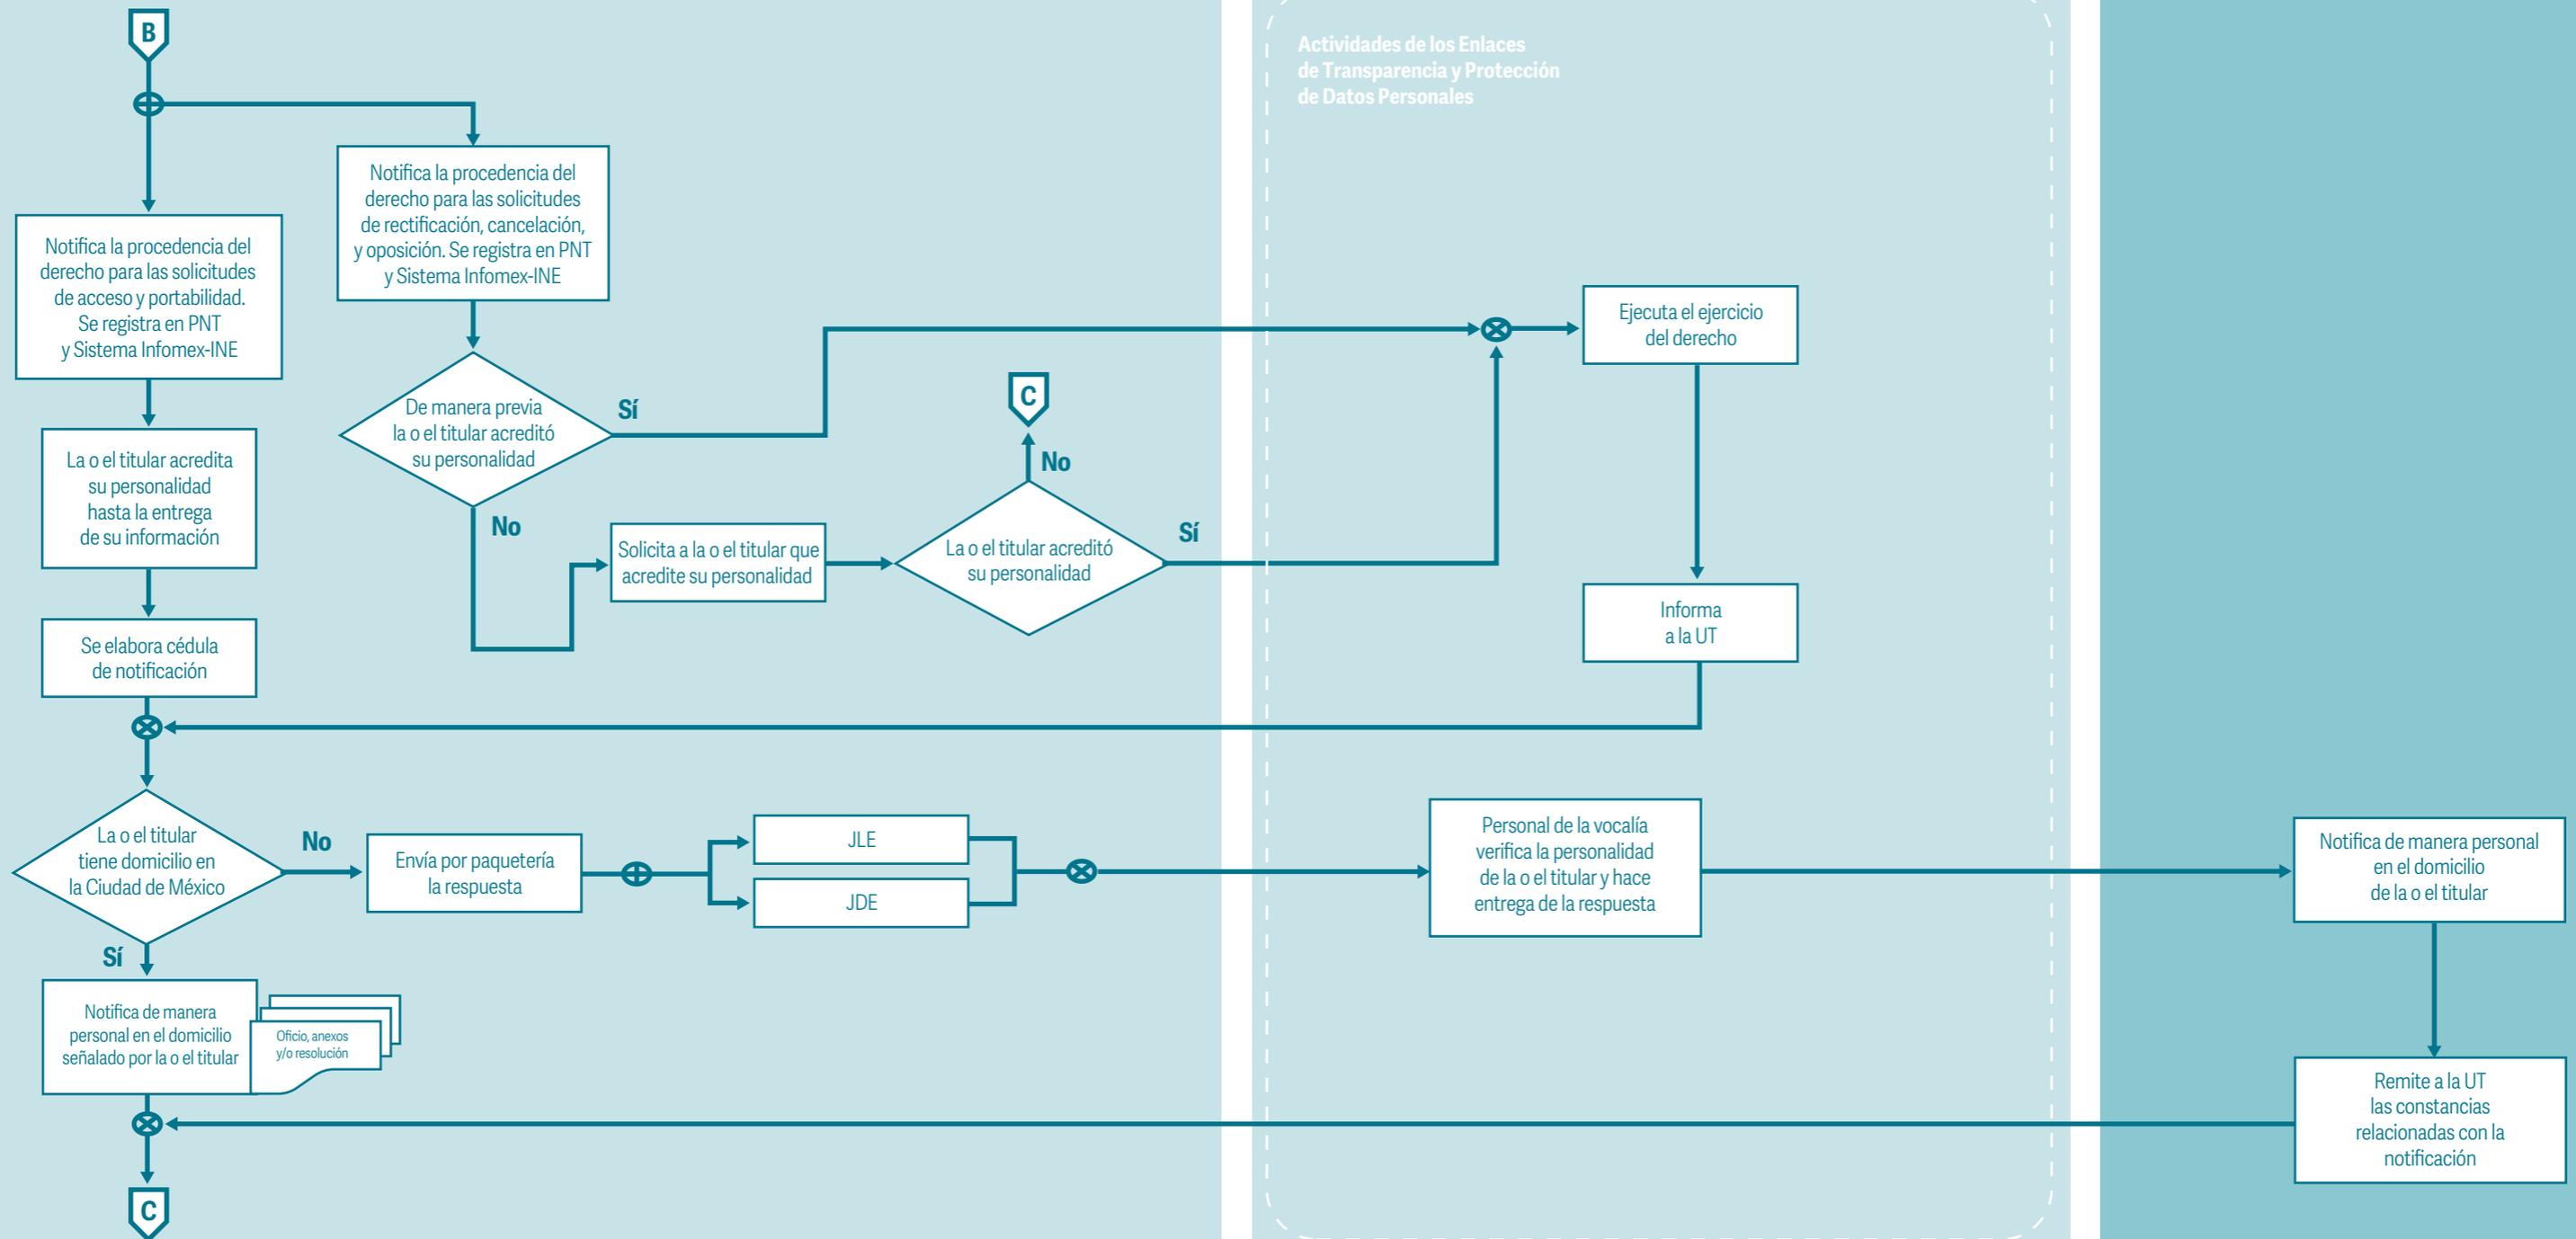 B
Actividades de los Enlaces
de Transparencia y Protección
de Datos Personales
Notifica la procedencia del
derecho para las solicitudes
de acceso y portabilidad.
Se registra en PNT
y Sistema Infomex-INE
Notifica la procedencia del
derecho para las solicitudes
de rectificación, cancelación,
y oposición. Se registra en PNT
y Sistema Infomex-INE
De manera previa
la o el titular acreditó
su personalidad
Sí
No
La o el titular acredita
su personalidad
hasta la entrega
de su información
Solicita a la o el titular que
acredite su personalidad
La o el titular acreditó
su personalidad
No
C
Sí
Ejecuta el ejercicio
del derecho
Informa
a la UT
Se elabora cédula
de notificación
La o el titular
tiene domicilio en
la Ciudad de México
No
Envía por paquetería
la respuesta
JLE
JDE
Personal de la vocalía
verifica la personalidad
de la o el titular y hace
entrega de la respuesta
Notifica de manera personal
en el domicilio
de la o el titular
Sí
Notifica de manera
personal en el domicilio
señalado por la o el titular
Oficio, anexos
y/o resolución
Remite a la UT
las constancias
relacionadas con la
notificación
C